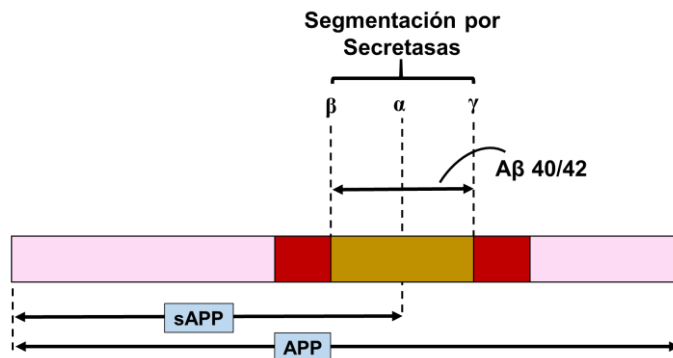 Segmentación por
Secretasas
β α γ
Aβ 40/42
sAPP
APP